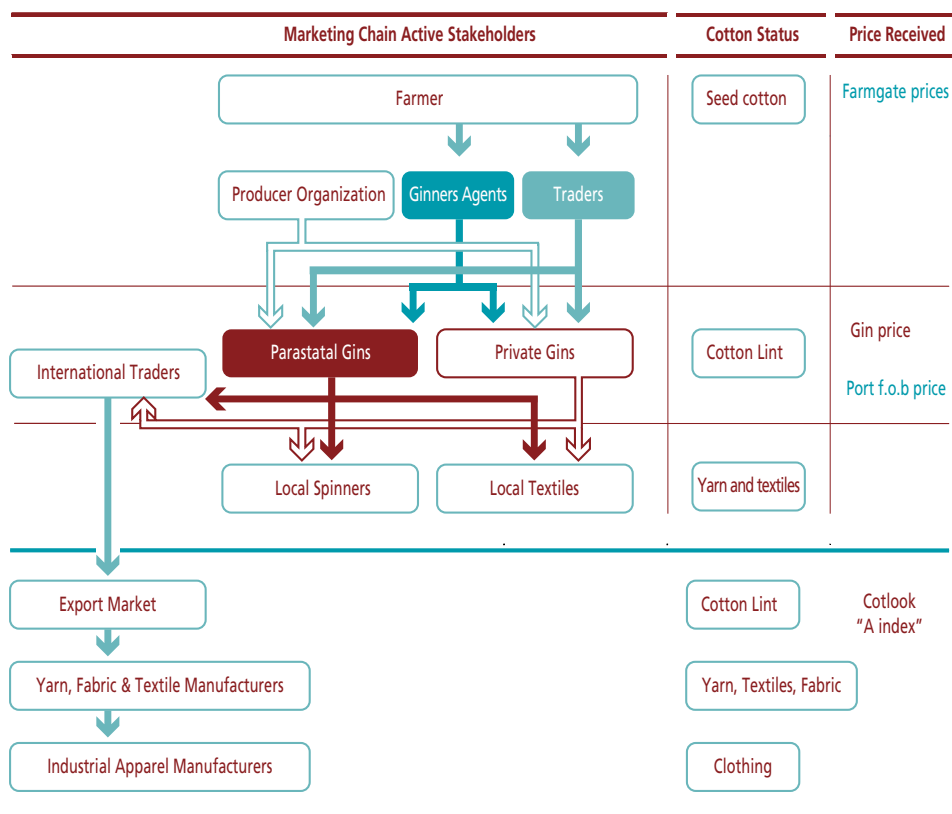 Marketing Chain Active Stakeholders
Cotton Status
Price Received
Farmer
Seed cotton
Farmgate prices
Producer Organization
Ginners Agents
Traders
Parastatal Gins
Private Gins
Cotton Lint
Gin price
International Traders
Port f.o.b price
Local Spinners
Local Textiles
Yarn and textiles
Export Market
Cotton Lint
Cotlook
"A index"
Yarn, Fabric & Textile Manufacturers
Yarn, Textiles, Fabric
Industrial Apparel Manufacturers
Clothing